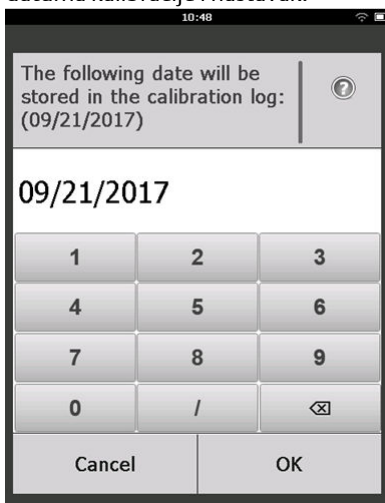 10:48
The following date will be
stored in the calibration log:
(09/21/2017)
09/21/2017
1 2 3
4 5 6
7 8 9
0 /
Cancel OK